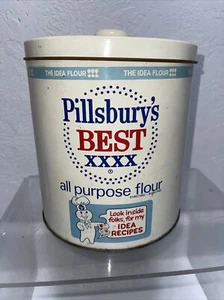 THE IDEA FLOUR THE IDEA FLOUR
Pillsbury's
BEST
XXXX
®
all purpose flour
Look inside
folks, for my
IDEA
RECIPES